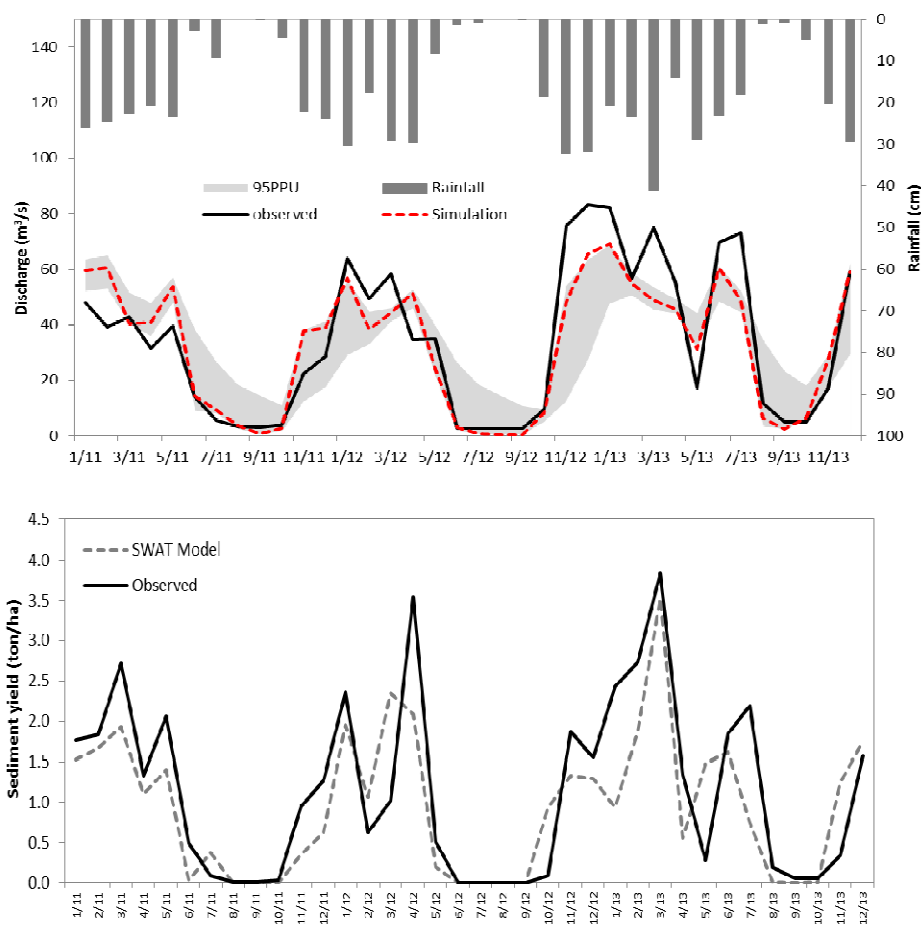 140
120
100
80
60
40
20
0
Discharge (m³/s)
0
10
20
30
40
50
60
70
80
90
100
Rainfall (cm)
95PPU
Rainfall
observed
Simulation
1/11 3/11 5/11 7/11 9/11 11/11 1/12 3/12 5/12 7/12 9/12 11/12 1/13 3/13 5/13 7/13 9/13 11/13
4.5
4.0
3.5
3.0
2.5
2.0
1.5
1.0
0.5
0.0
Sediment yield (ton/ha)
SWAT Model
Observed
1/11 2/11 3/11 4/11 5/11 6/11 7/11 8/11 9/11 10/11 11/11 12/11 1/12 2/12 3/12 4/12 5/12 6/12 7/12 8/12 9/12 10/12 11/12 12/12 1/13 2/13 3/13 4/13 5/13 6/13 7/13 8/13 9/13 10/13 11/13 12/13